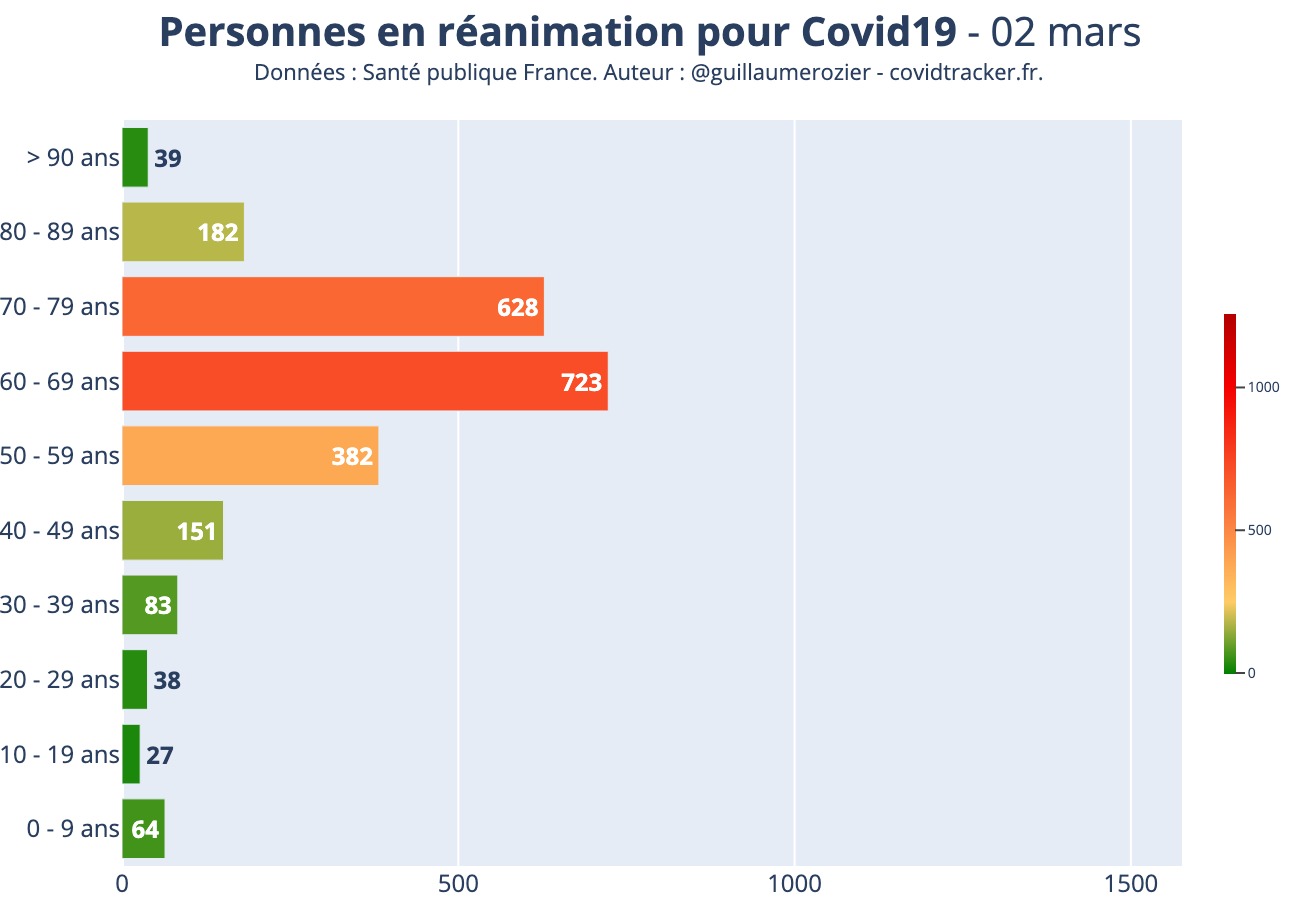 Personnes en réanimation pour Covid19 - 02 mars
Données : Santé publique France. Auteur : @guillaumerozier - covidtracker.fr.
> 90 ans 39
80 - 89 ans 182
70 - 79 ans 628
60 - 69 ans 723
50 - 59 ans 382
40 - 49 ans 151
30 - 39 ans 83
20 - 29 ans 38
10 - 19 ans 27
0 - 9 ans 64
0 500 1000 1500
1000
500
0